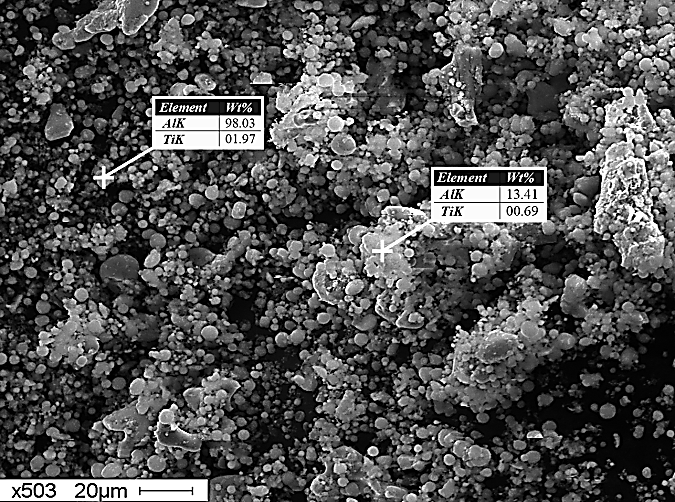 Element Wt%
AlK 98.03
TiK 01.97
Element Wt%
AlK 13.41
TiK 00.69
x503 20µm